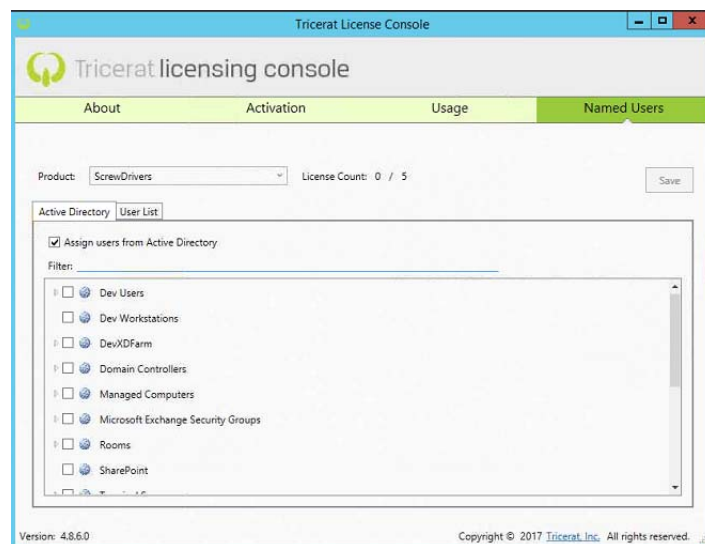 Tricerat License Console
Tricerat licensing console
About Activation Usage Named Users
Product: ScrewDrivers License Count: 0 / 5 Save
Active Directory User List
Assign users from Active Directory
Filter:
Dev Users
Dev Workstations
DevXDFarm
Domain Controllers
Managed Computers
Microsoft Exchange Security Groups
Rooms
SharePoint
Version: 4.8.6.0 Copyright © 2017 Tricerat, Inc. All rights reserved.